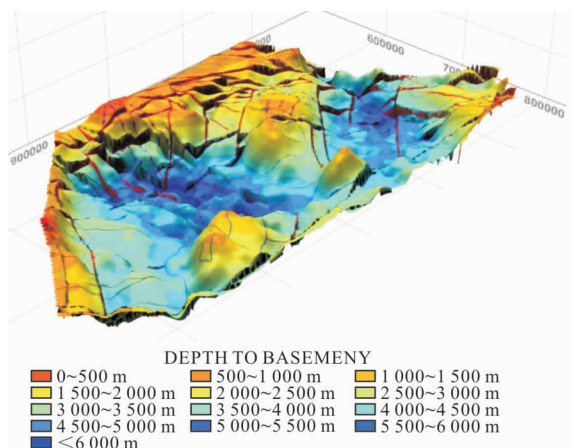 600000
800000
900000
DEPTH TO BASEMENY
0~500 m 500~1 000 m 1 000~1 500 m
1 500~2 000 m 2 000~2 500 m 2 500~3 000 m
3 000~3 500 m 3 500~4 000 m 4 000~4 500 m
4 500~5 000 m 5 000~5 500 m 5 500~6 000 m
<6 000 m